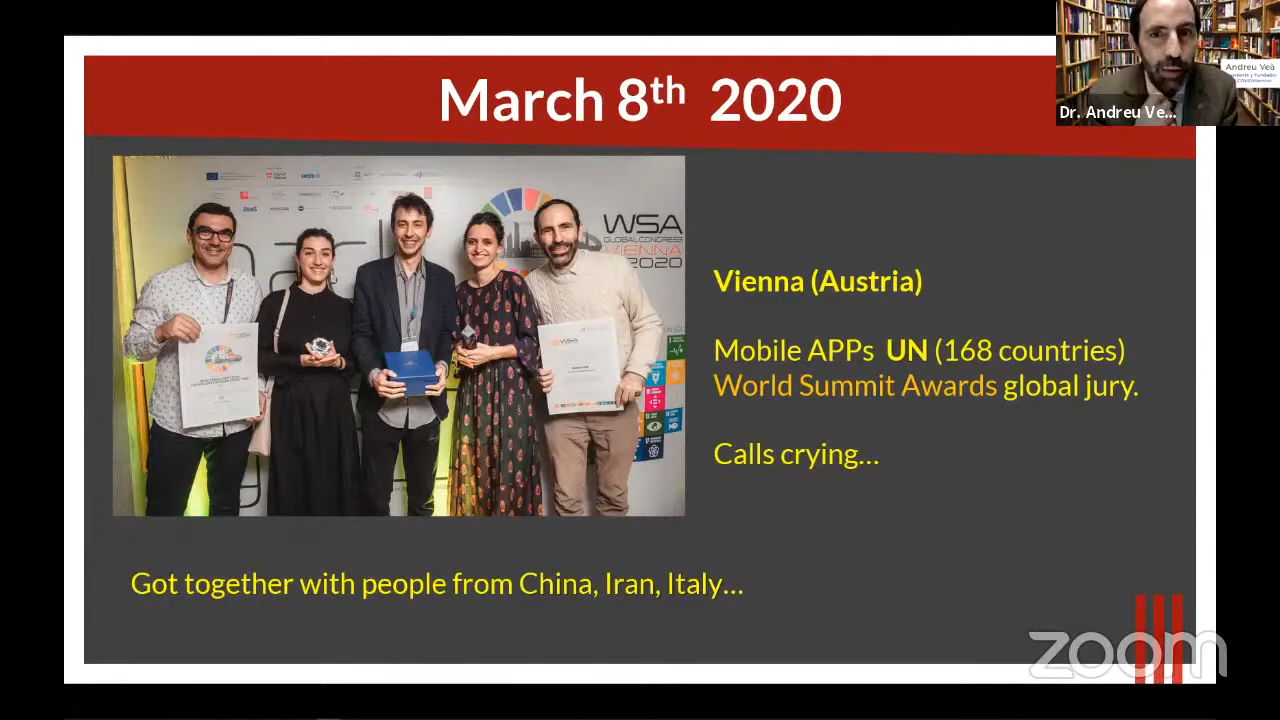 March 8th 2020
Andreu Veà
Dr. Andreu Ve...
WSA
GLOBAL CONGRESS
VIENNA
2020
WSA
Vienna (Austria)
Mobile APPs UN (168 countries)
World Summit Awards global jury.
Calls crying...
Got together with people from China, Iran, Italy...
zoom